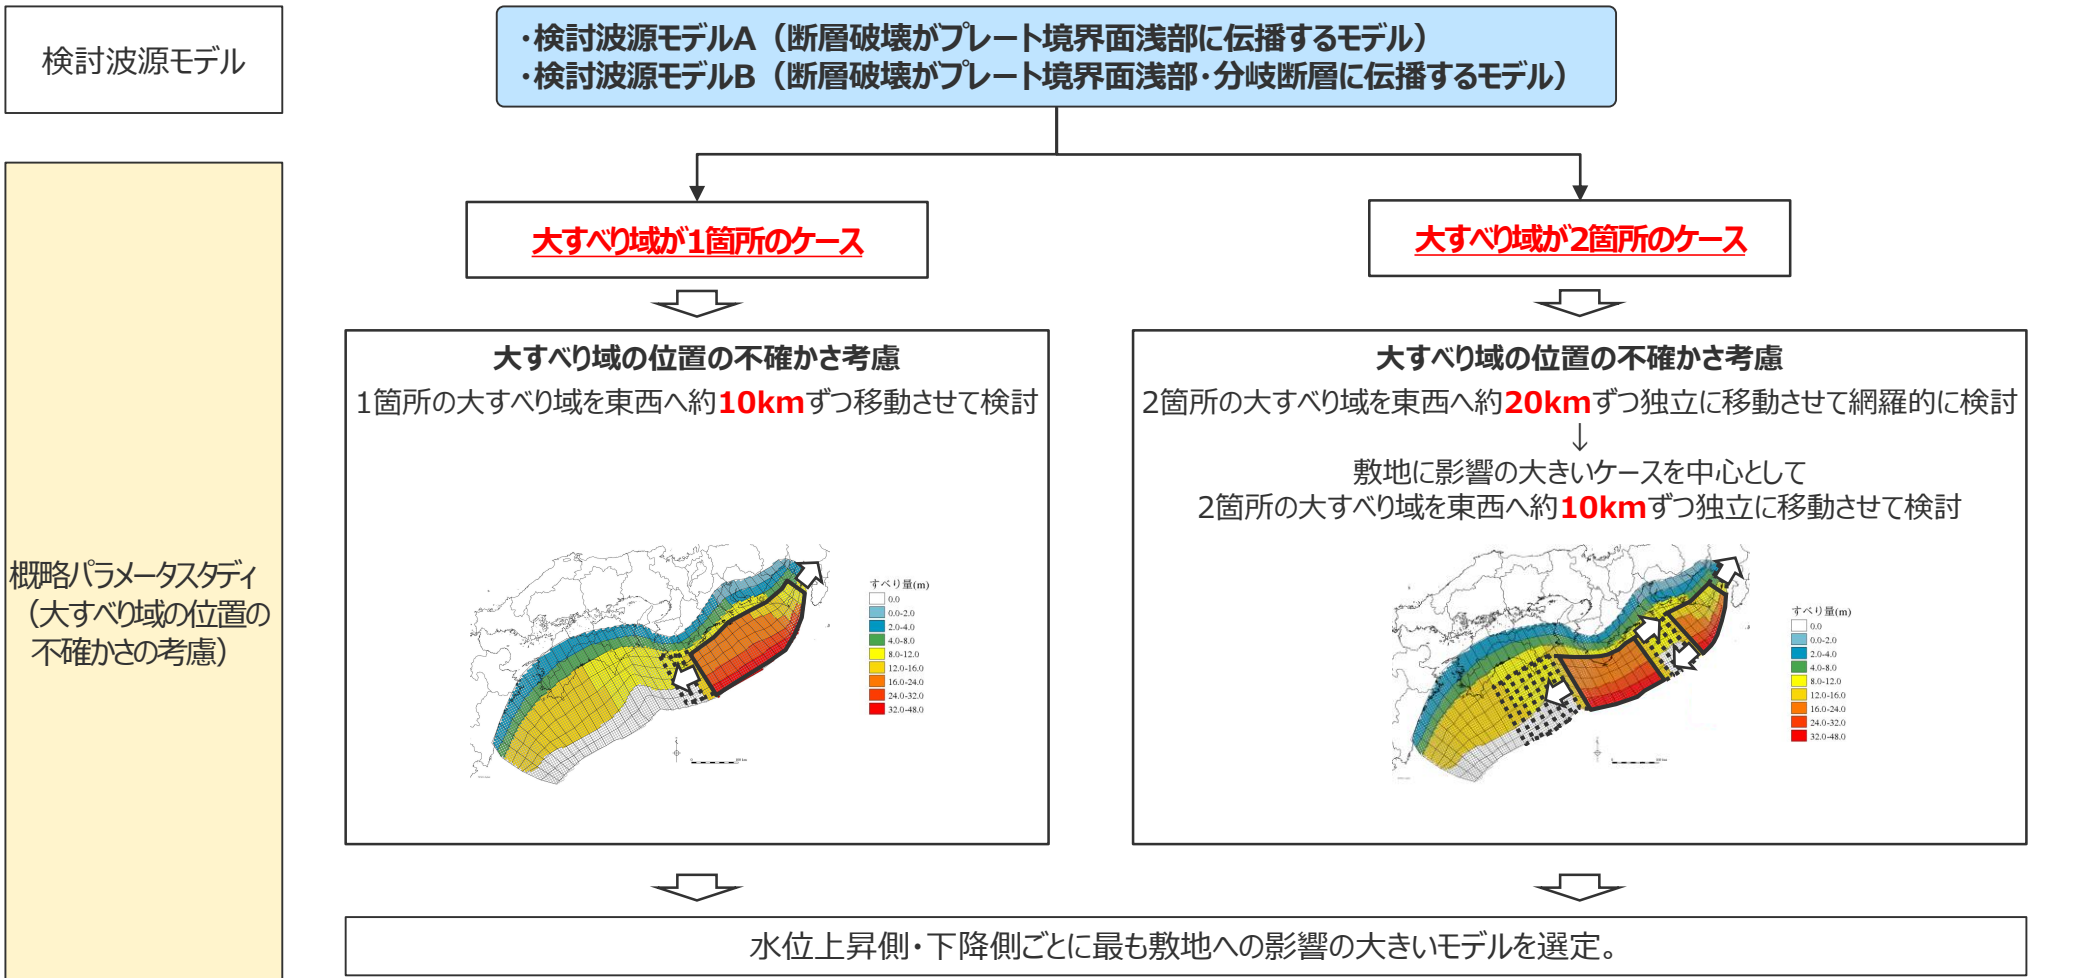 検討波源モデル
・検討波源モデルA（断層破壊がプレート境界面浅部に伝播するモデル）
・検討波源モデルB（断層破壊がプレート境界面浅部・分岐断層に伝播するモデル）
概略パラメータスタディ
（大すべり域の位置の
不確かさの考慮）
大すべり域が1箇所のケース
大すべり域の位置の不確かさ考慮
1箇所の大すべり域を東西へ約10kmずつ移動させて検討
すべり量(m)
0.0
0.0-2.0
2.0-4.0
4.0-8.0
8.0-12.0
12.0-16.0
16.0-24.0
24.0-32.0
32.0-48.0
0 100 km
大すべり域が2箇所のケース
大すべり域の位置の不確かさ考慮
2箇所の大すべり域を東西へ約20kmずつ独立に移動させて網羅的に検討
↓
敷地に影響の大きいケースを中心として
2箇所の大すべり域を東西へ約10kmずつ独立に移動させて検討
すべり量(m)
0.0
0.0-2.0
2.0-4.0
4.0-8.0
8.0-12.0
12.0-16.0
16.0-24.0
24.0-32.0
32.0-48.0
0 100 km
水位上昇側・下降側ごとに最も敷地への影響の大きいモデルを選定。